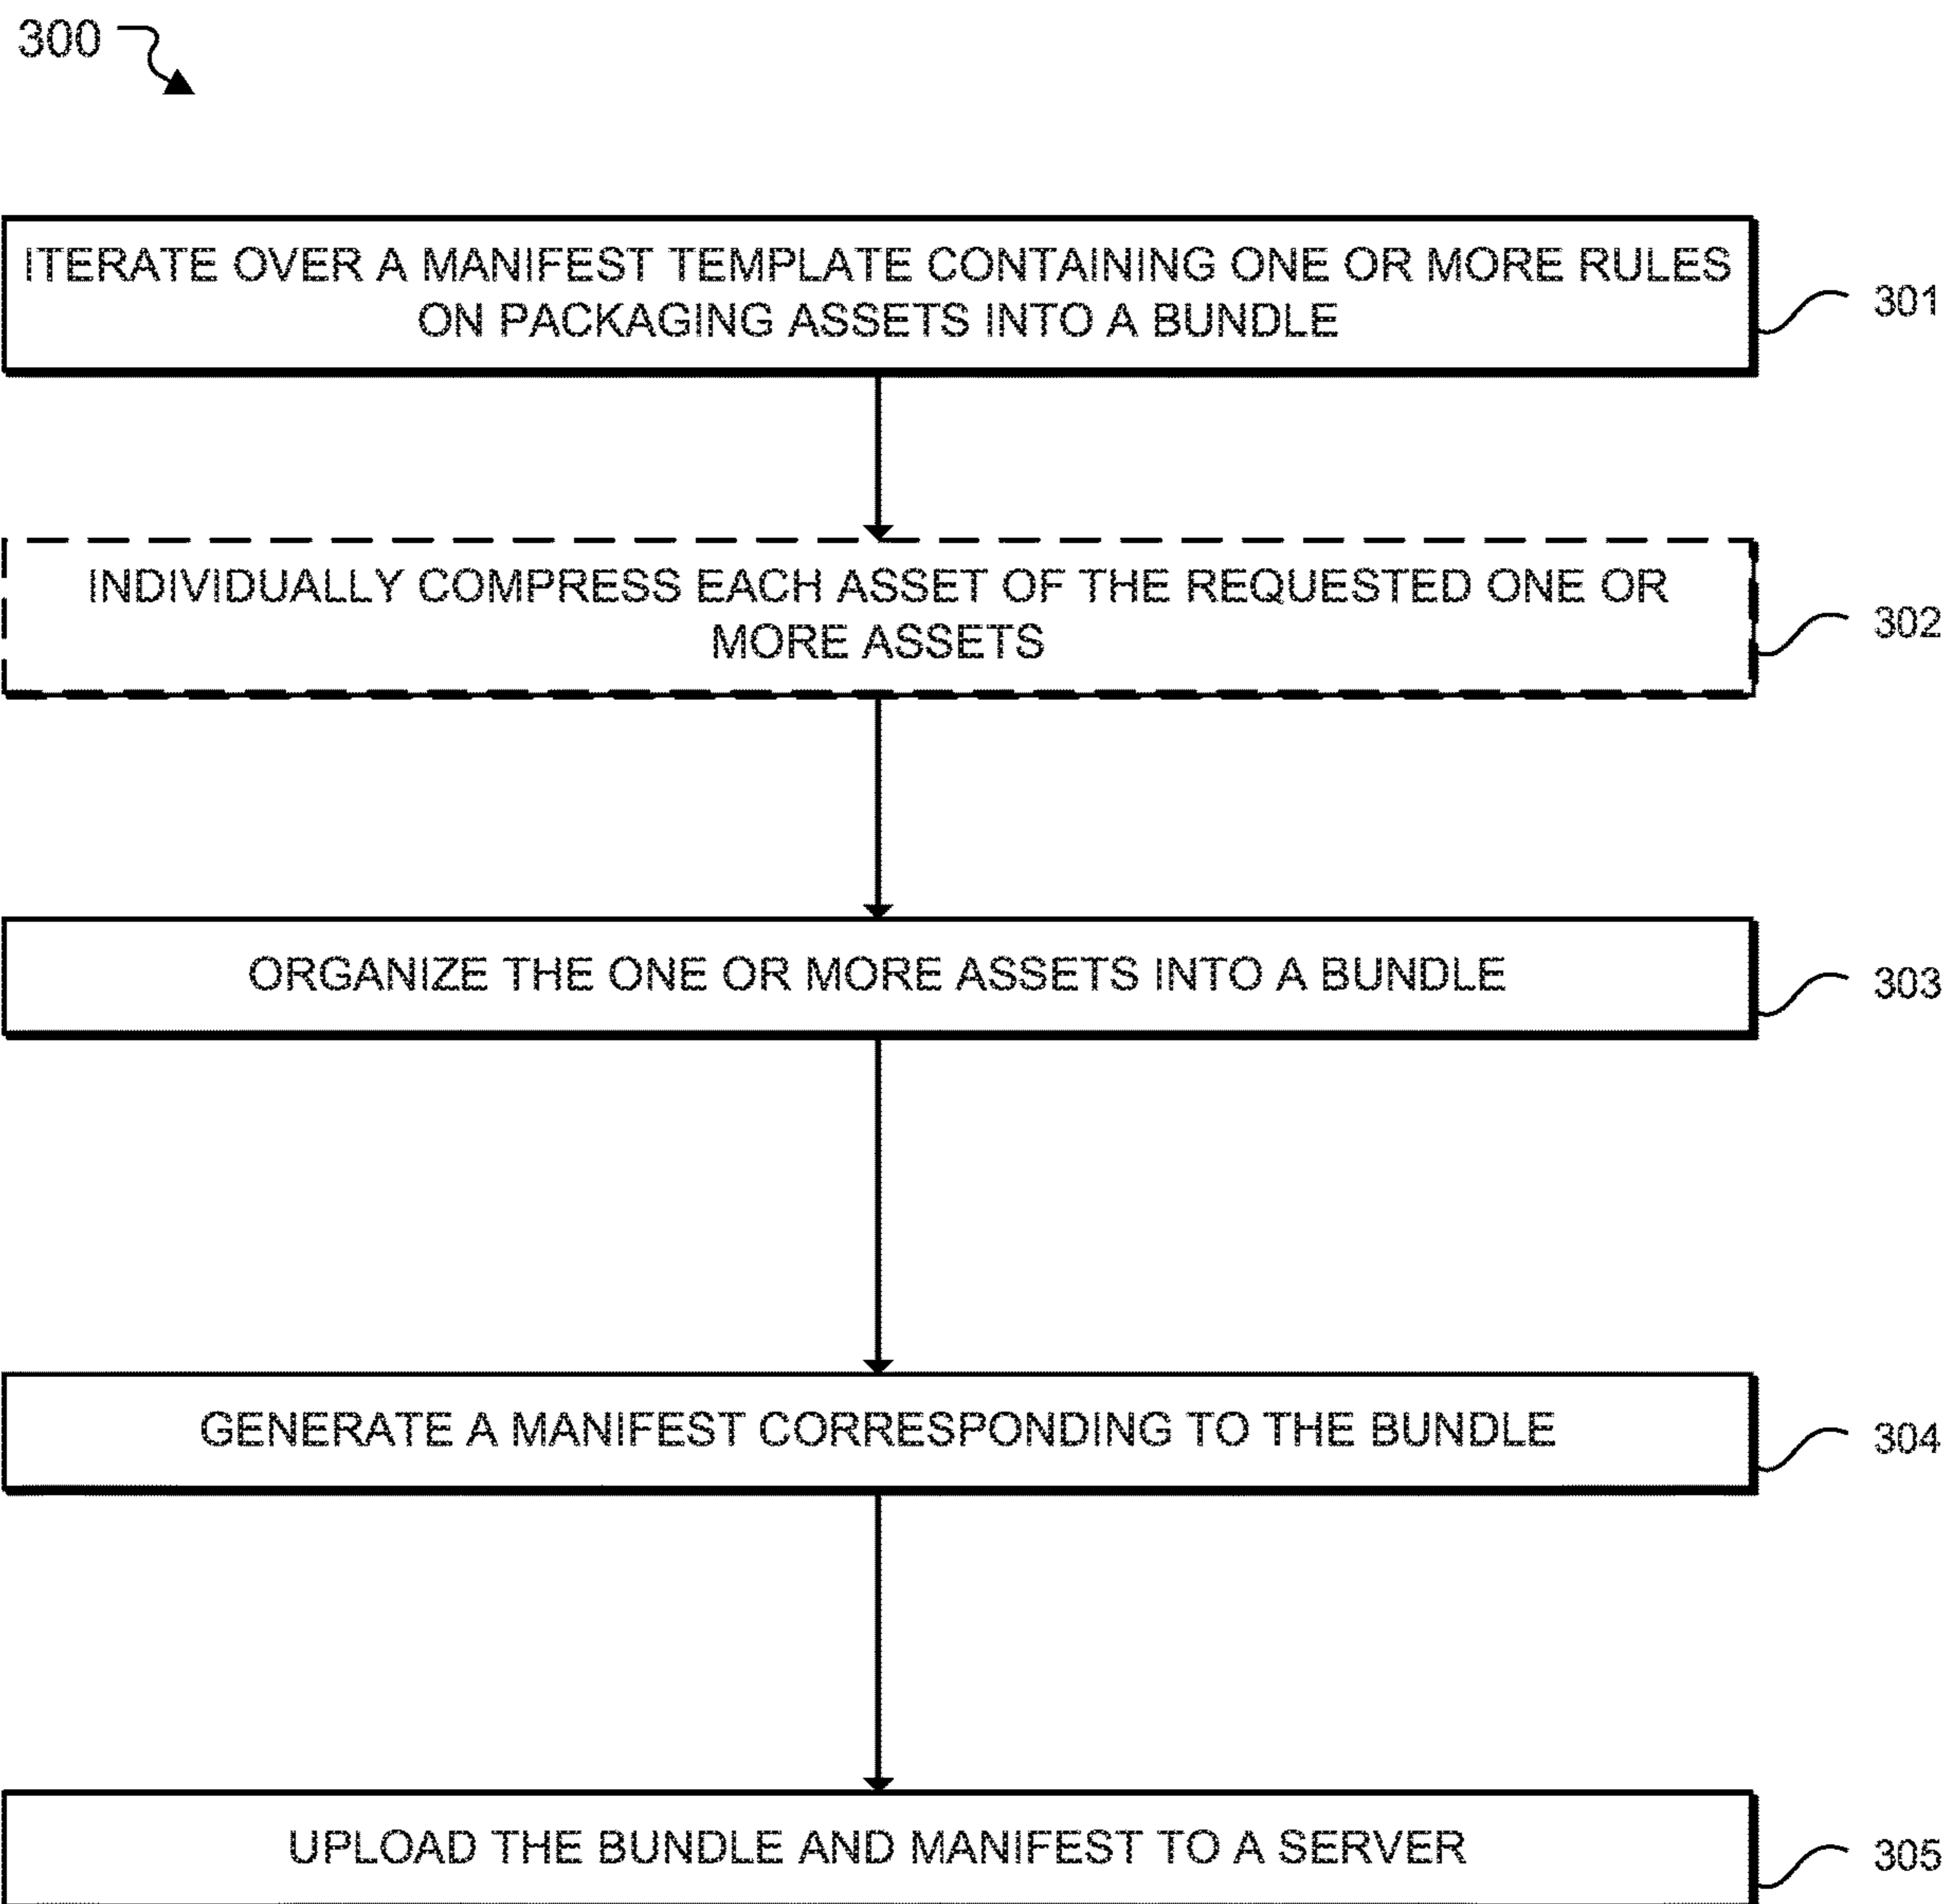 300
ITERATE OVER A MANIFEST TEMPLATE CONTAINING ONE OR MORE RULES
ON PACKAGING ASSETS INTO A BUNDLE
301
INDIVIDUALLY COMPRESS EACH ASSET OF THE REQUESTED ONE OR
MORE ASSETS
302
ORGANIZE THE ONE OR MORE ASSETS INTO A BUNDLE
303
GENERATE A MANIFEST CORRESPONDING TO THE BUNDLE
304
UPLOAD THE BUNDLE AND MANIFEST TO A SERVER
305